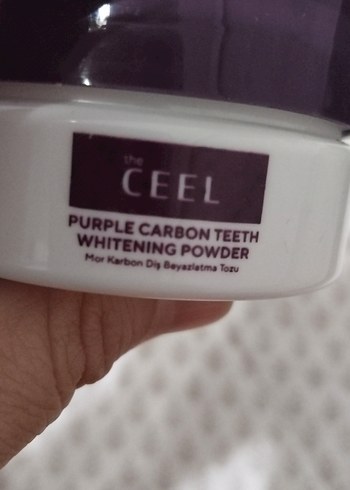 the
CEEL
PURPLE CARBON TEETH
WHITENING POWDER
Mor Karbon Diş Beyazlatma Tozu